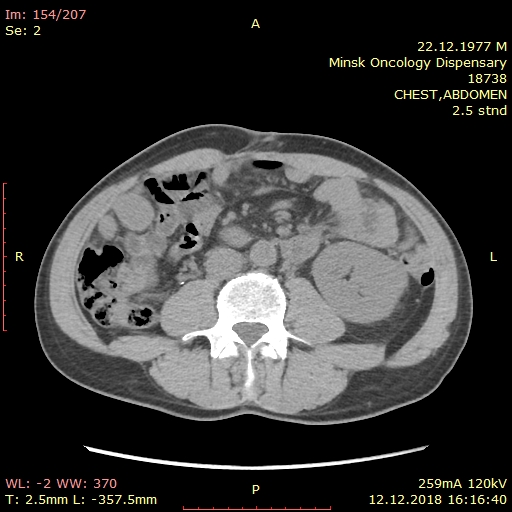 Im: 154/207
Se: 2
A
22.12.1977 M
Minsk Oncology Dispensary
18738
CHEST,ABDOMEN
2.5 stnd
R
L
WL: -2 WW: 370
T: 2.5mm L: -357.5mm
P
259mA 120kV
12.12.2018 16:16:40